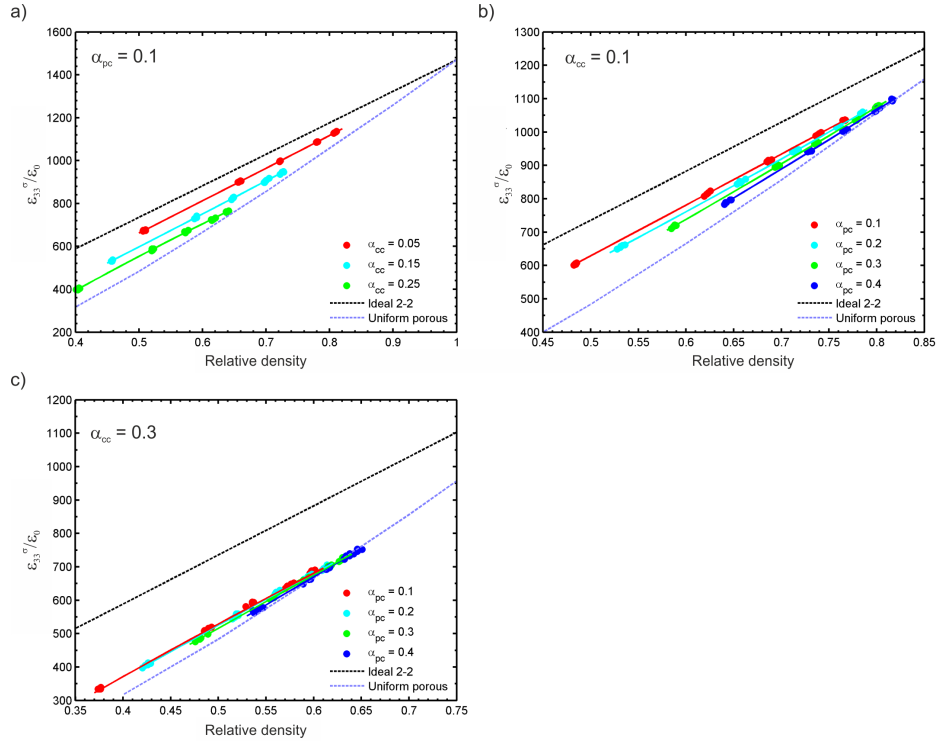 a)
α_pc = 0.1
1600
1400
1200
1000
800
600
400
200
0.4 0.5 0.6 0.7 0.8 0.9 1
ε_33^σ/ε_0
Relative density
α_cc = 0.05
α_cc = 0.15
α_cc = 0.25
Ideal 2-2
Uniform porous
b)
α_cc = 0.1
1300
1200
1100
1000
900
800
700
600
500
400
0.45 0.5 0.55 0.6 0.65 0.7 0.75 0.8 0.85
ε_33^σ/ε_0
Relative density
α_pc = 0.1
α_pc = 0.2
α_pc = 0.3
α_pc = 0.4
Ideal 2-2
Uniform porous
c)
α_cc = 0.3
1200
1100
1000
900
800
700
600
500
400
300
0.35 0.4 0.45 0.5 0.55 0.6 0.65 0.7 0.75
ε_33^σ/ε_0
Relative density
α_pc = 0.1
α_pc = 0.2
α_pc = 0.3
α_pc = 0.4
Ideal 2-2
Uniform porous